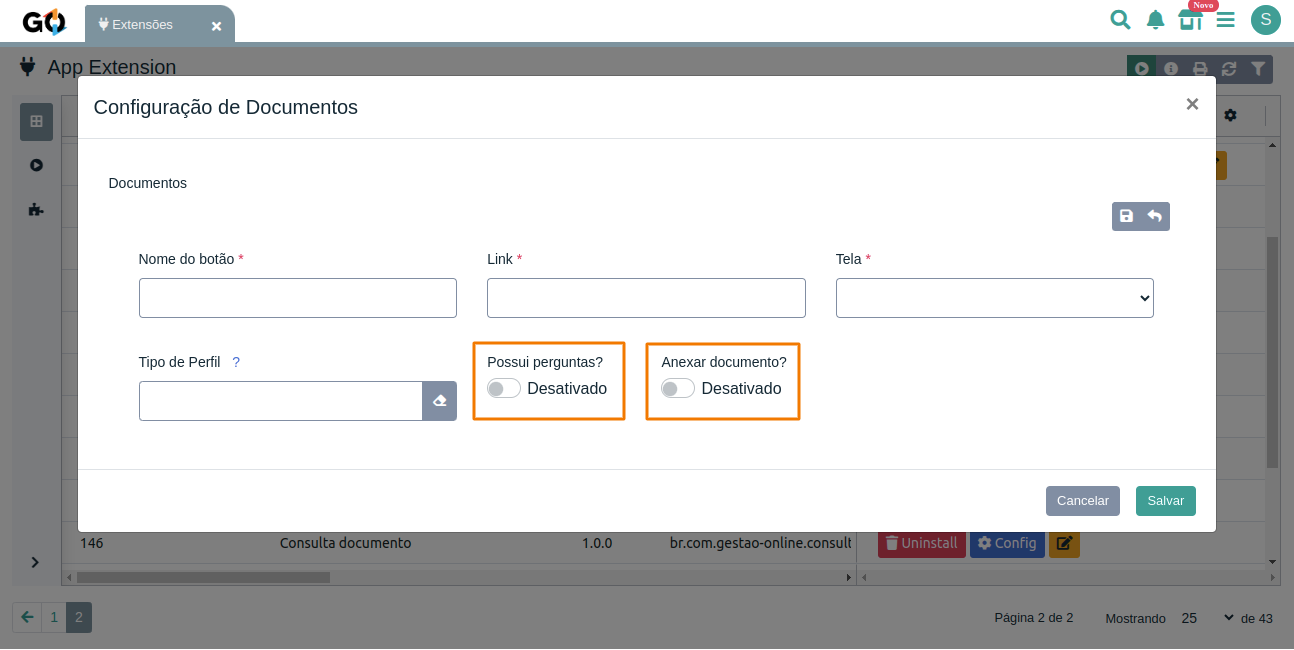 GO
Extensões
Novo
S
App Extension
Configuração de Documentos
×
Documentos
Nome do botão *
Link *
Tela *
Tipo de Perfil ?
Possui perguntas?
Anexar documento?
Desativado
Desativado
Cancelar
Salvar
146
Consulta documento
1.0.0
br.com.gestao-online.consult
Uninstall
Config
1
2
Página 2 de 2
Mostrando
25
de 43